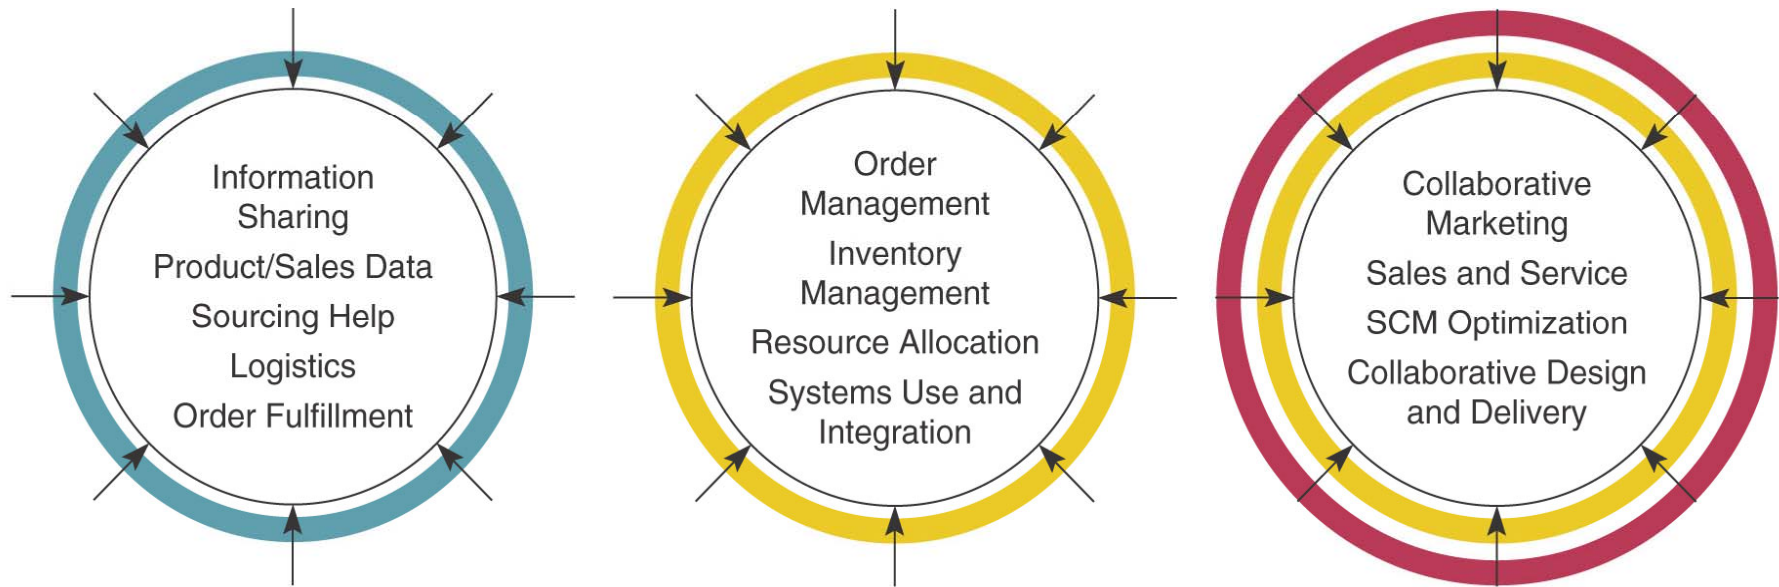 Information
Sharing
Product/Sales Data
Sourcing Help
Logistics
Order Fulfillment
Order
Management
Inventory
Management
Resource Allocation
Systems Use and
Integration
Collaborative
Marketing
Sales and Service
SCM Optimization
Collaborative Design
and Delivery